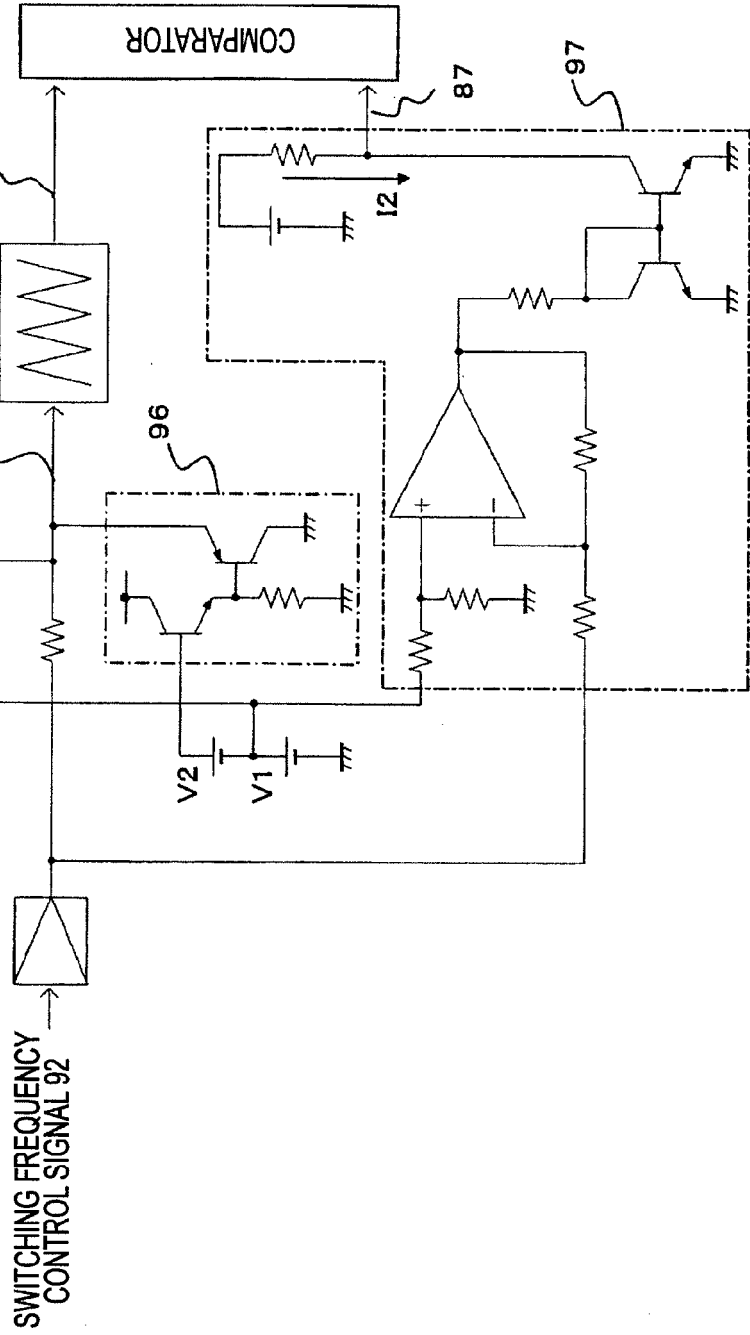 SWITCHING FREQUENCY
CONTROL SIGNAL 92
V2
V1
96
+
−
I2
87
97
COMPARATOR